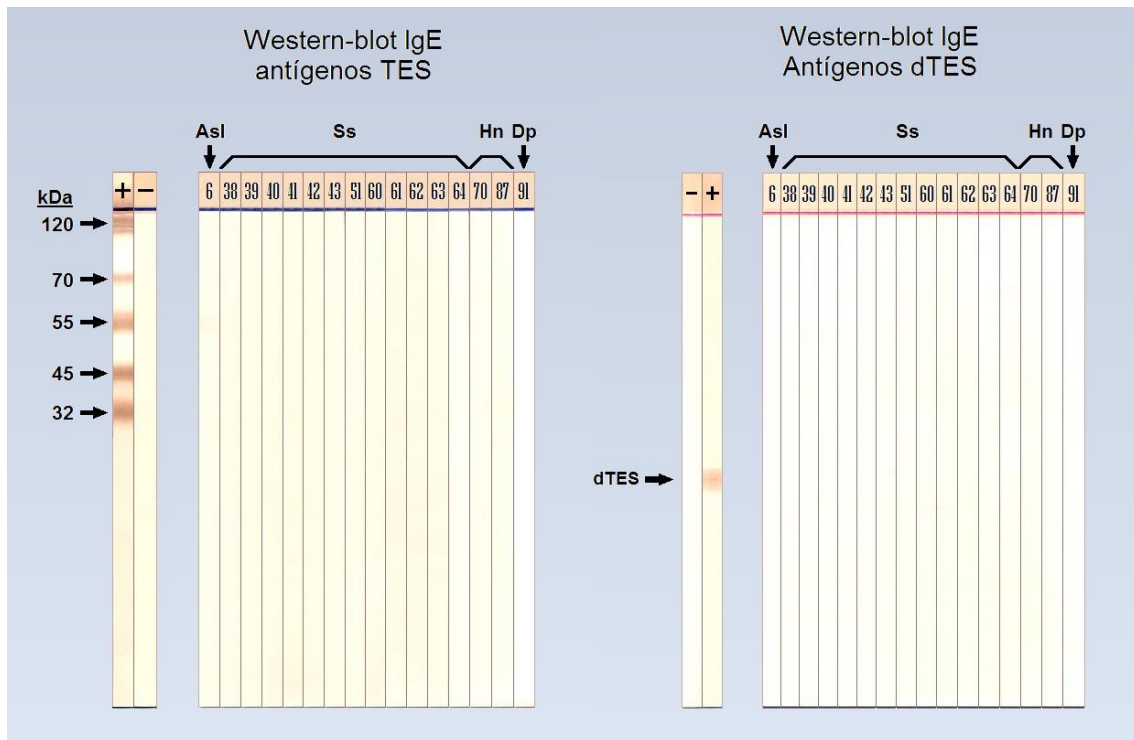 Western-blot IgE
antígenos TES
Asl Ss Hn Dp
+ −
6 38 39 40 41 42 43 51 60 61 62 63 64 70 87 91
kDa
120
70
55
45
32
Western-blot IgE
Antígenos dTES
Asl Ss Hn Dp
− +
6 38 39 40 41 42 43 51 60 61 62 63 64 70 87 91
dTES